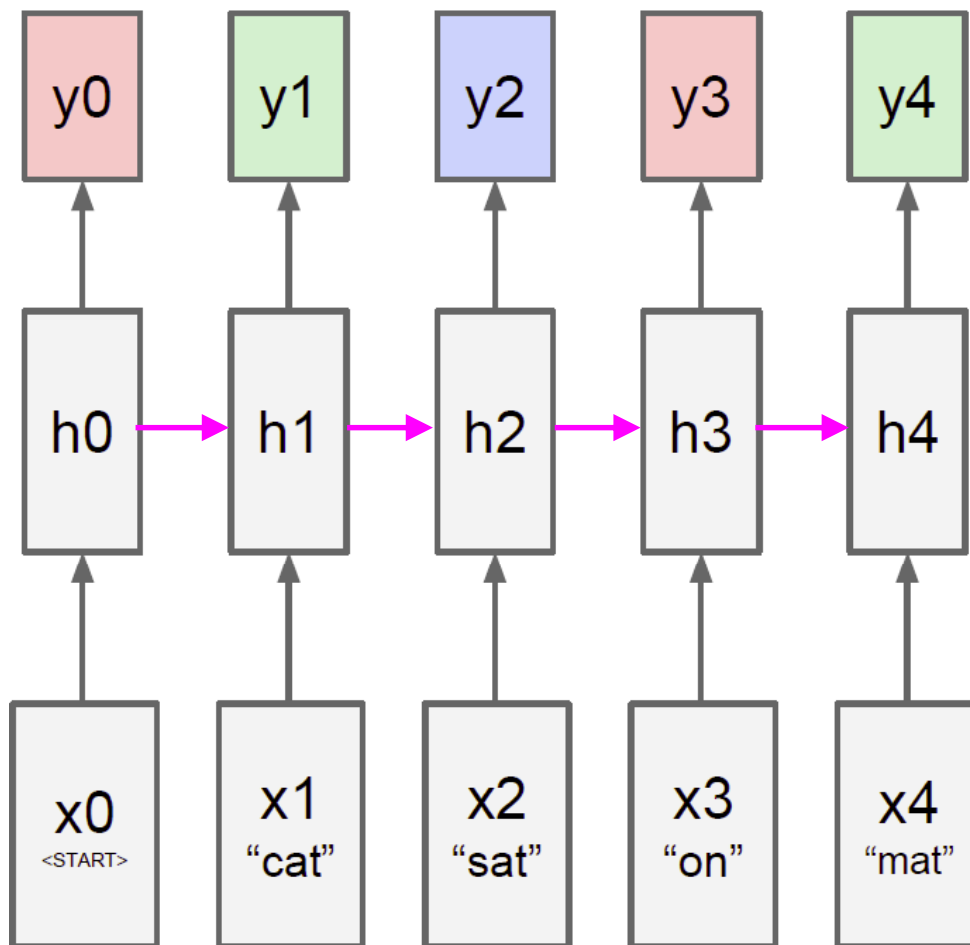 y0 y1 y2 y3 y4
h0 h1 h2 h3 h4
x0 x1 x2 x3 x4
<START> “cat” “sat” “on” “mat”